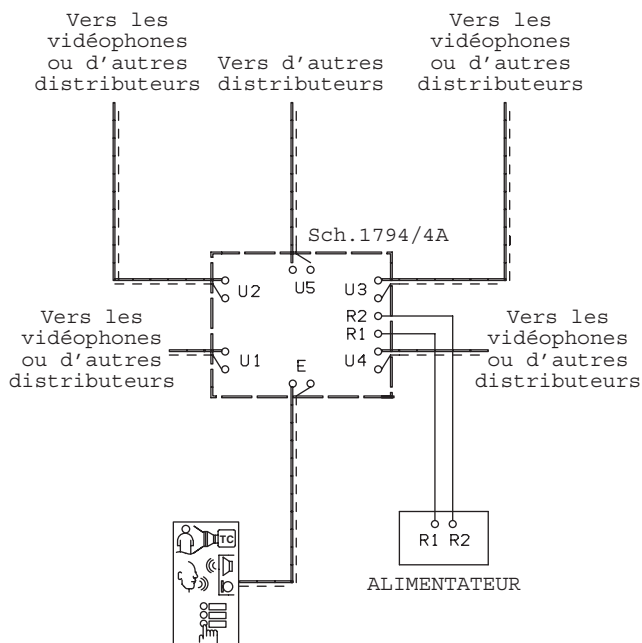 Vers les
vidéophones
ou d'autres
distributeurs
Vers d'autres
distributeurs
Vers les
vidéophones
ou d'autres
distributeurs
Sch.1794/4A
U2
U5
U3
R2
R1
Vers les
vidéophones
ou d'autres
distributeurs
U1
E
U4
Vers les
vidéophones
ou d'autres
distributeurs
TC
R1 R2
ALIMENTATEUR